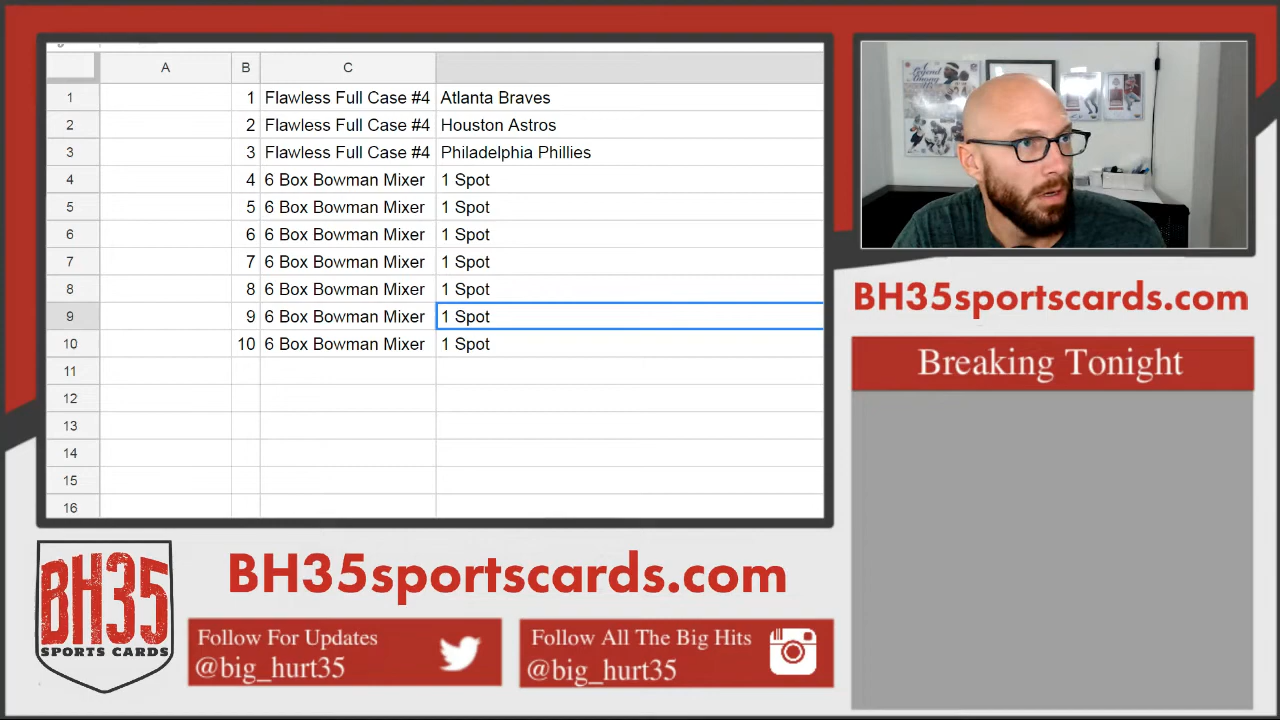 A B C
1 1 Flawless Full Case #4 Atlanta Braves
2 2 Flawless Full Case #4 Houston Astros
3 3 Flawless Full Case #4 Philadelphia Phillies
4 4 6 Box Bowman Mixer 1 Spot
5 5 6 Box Bowman Mixer 1 Spot
6 6 6 Box Bowman Mixer 1 Spot
7 7 6 Box Bowman Mixer 1 Spot
8 8 6 Box Bowman Mixer 1 Spot
9 9 6 Box Bowman Mixer 1 Spot
10 10 6 Box Bowman Mixer 1 Spot
11
12
13
14
15
16
Legend
Among
BH35sportscards.com
Breaking Tonight
BH35
SPORTS CARDS
BH35sportscards.com
Follow For Updates
@big_hurt35
Follow All The Big Hits
@big_hurt35